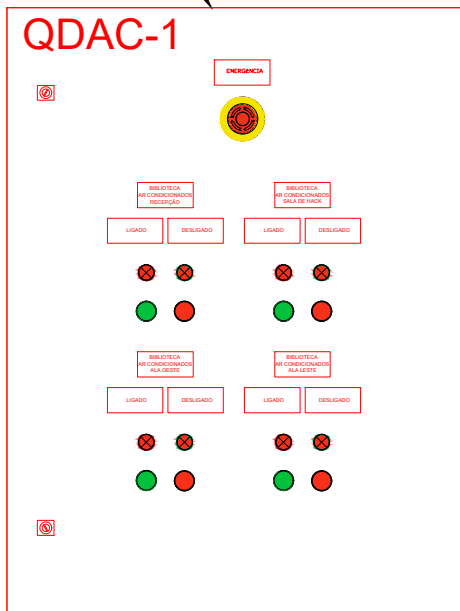 QDAC-1
EMERGENCIA
BIBLIOTECA
AR CONDICIONADOS
RECEPÇÃO
BIBLIOTECA
AR CONDICIONADOS
SALA DE HACK
LIGADO
DESLIGADO
LIGADO
DESLIGADO
BIBLIOTECA
AR CONDICIONADOS
ALA OESTE
BIBLIOTECA
AR CONDICIONADOS
ALA LESTE
LIGADO
DESLIGADO
LIGADO
DESLIGADO